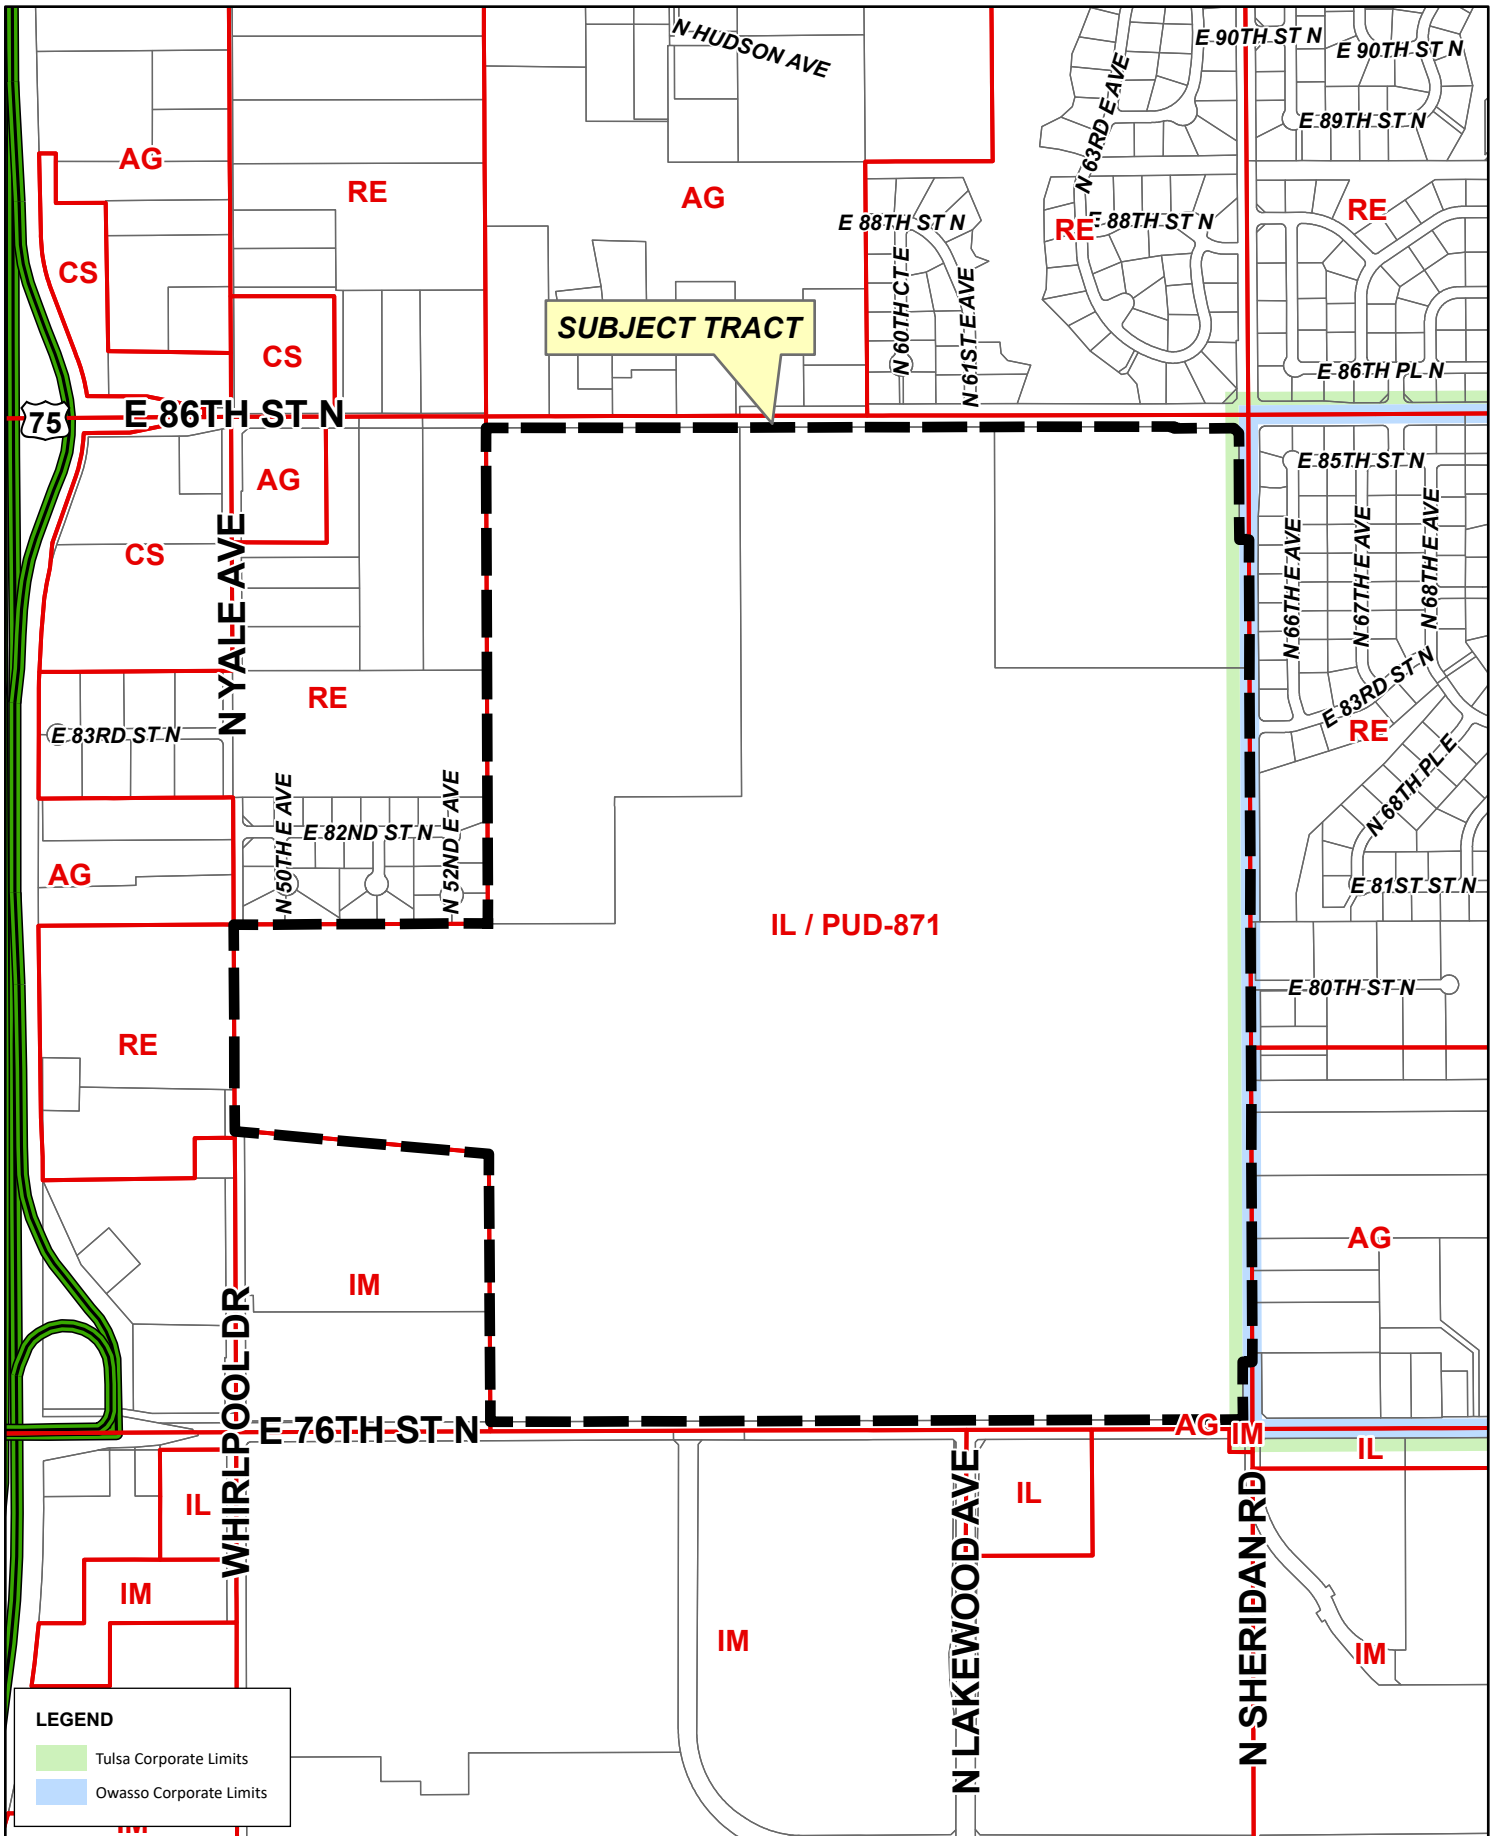 N HUDSON AVE
E 90TH ST N
E 90TH ST N
N 63RD E AVE
E 89TH ST N
AG
RE
AG
RE
E 88TH ST N
RE
E 88TH ST N
CS
N 60TH CT E
N 61ST E AVE
SUBJECT TRACT
CS
E 86TH PL N
75
E 86TH ST N
E 85TH ST N
AG
N 66TH E AVE
N 67TH E AVE
N 68TH E AVE
CS
N YALE AVE
RE
E 83RD ST N
E 83RD ST N
RE
N 68TH PL E
N 50TH E AVE
E 82ND ST N
N 52ND E AVE
AG
E 81ST ST N
IL / PUD-871
E 80TH ST N
RE
AG
IM
WHIRLPOOL DR
E 76TH ST N
AG
IM
IL
IL
IL
N LAKEWOOD AVE
N SHERIDAN RD
IM
IM
IM
LEGEND
Tulsa Corporate Limits
Owasso Corporate Limits
IM